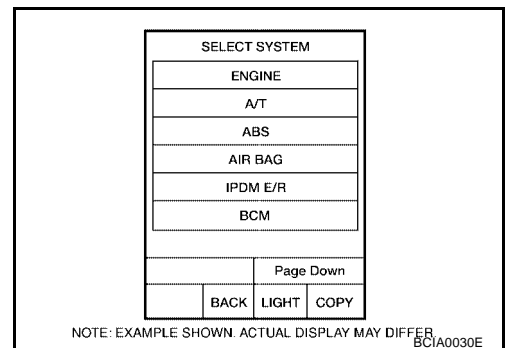 SELECT SYSTEM
ENGINE
A/T
ABS
AIR BAG
IPDM E/R
BCM
Page Down
BACK LIGHT COPY
NOTE: EXAMPLE SHOWN. ACTUAL DISPLAY MAY DIFFER.
BCIA0030E